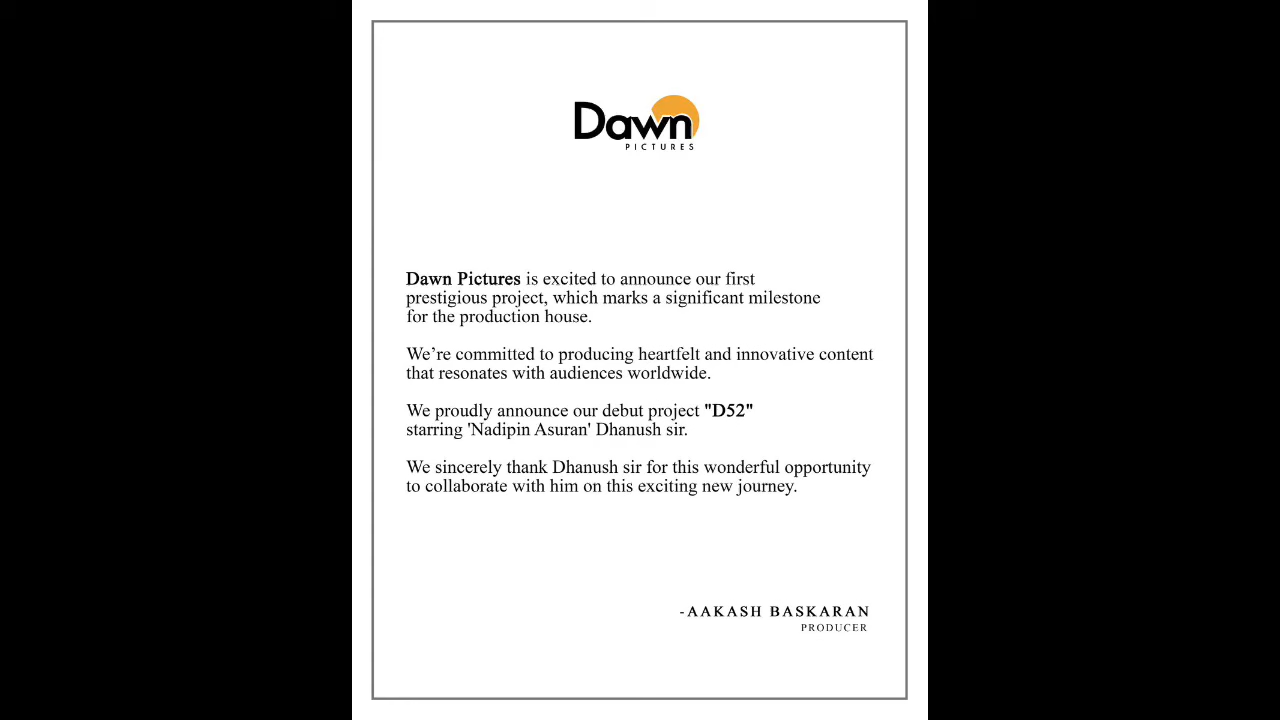 Dawn
PICTURES
Dawn Pictures is excited to announce our first
prestigious project, which marks a significant milestone
for the production house.
We’re committed to producing heartfelt and innovative content
that resonates with audiences worldwide.
We proudly announce our debut project "D52"
starring 'Nadipin Asuran' Dhanush sir.
We sincerely thank Dhanush sir for this wonderful opportunity
to collaborate with him on this exciting new journey.
-AAKASH BASKARAN
PRODUCER